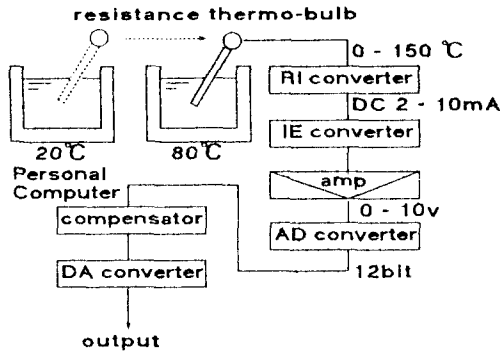 resistance thermo-bulb
0 - 150 ℃
RI converter
DC 2 - 10mA
IE converter
20℃
80℃
amp
Personal
Computer
0 - 10v
compensator
AD converter
DA converter
12bit
output